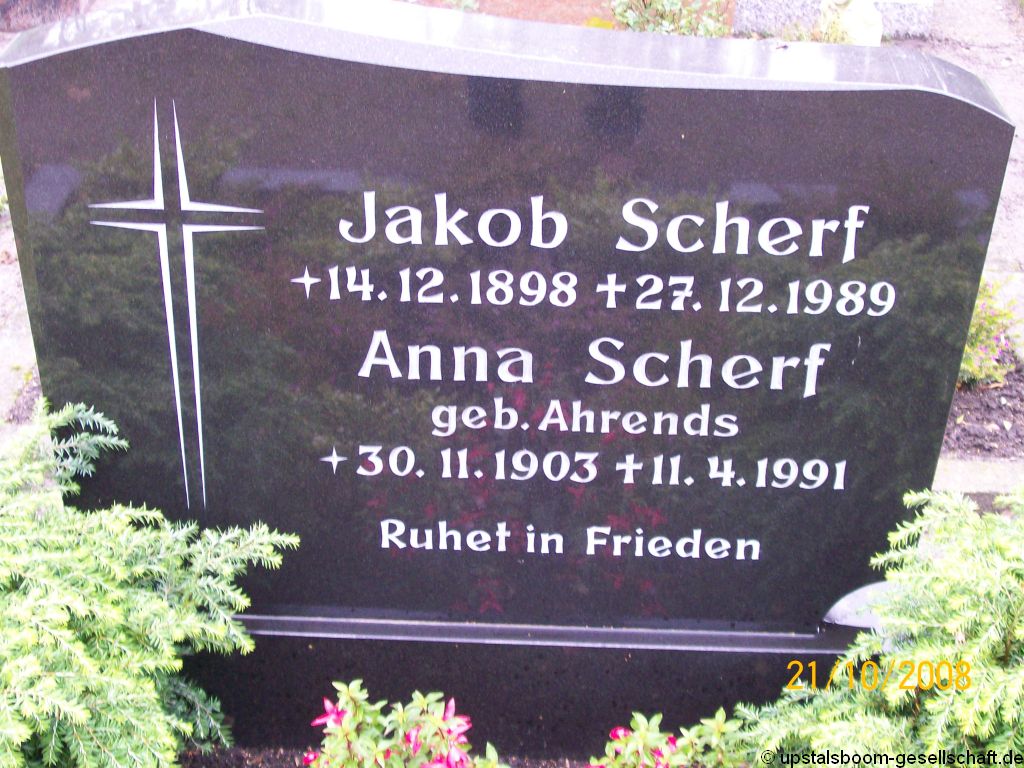 Jakob Scherf
+14.12.1898 ✝27.12.1989
Anna Scherf
geb. Ahrends
+30.11.1903 ✝11.4.1991
Ruhet in Frieden
21/10/2008
© upstalsboom-gesellschaft.de